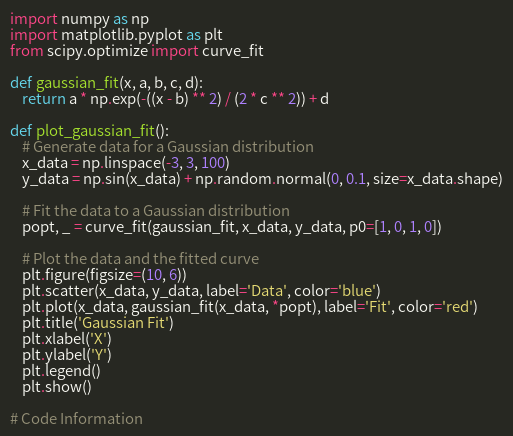 import numpy as np
import matplotlib.pyplot as plt
from scipy.optimize import curve_fit

def gaussian_fit(x, a, b, c, d):
    return a * np.exp(-((x - b) ** 2) / (2 * c ** 2)) + d

def plot_gaussian_fit():
    # Generate data for a Gaussian distribution
    x_data = np.linspace(-3, 3, 100)
    y_data = np.sin(x_data) + np.random.normal(0, 0.1, size=x_data.shape)

    # Fit the data to a Gaussian distribution
    popt, _ = curve_fit(gaussian_fit, x_data, y_data, p0=[1, 0, 1, 0])

    # Plot the data and the fitted curve
    plt.figure(figsize=(10, 6))
    plt.scatter(x_data, y_data, label='Data', color='blue')
    plt.plot(x_data, gaussian_fit(x_data, *popt), label='Fit', color='red')
    plt.title('Gaussian Fit')
    plt.xlabel('X')
    plt.ylabel('Y')
    plt.legend()
    plt.show()

# Code Information